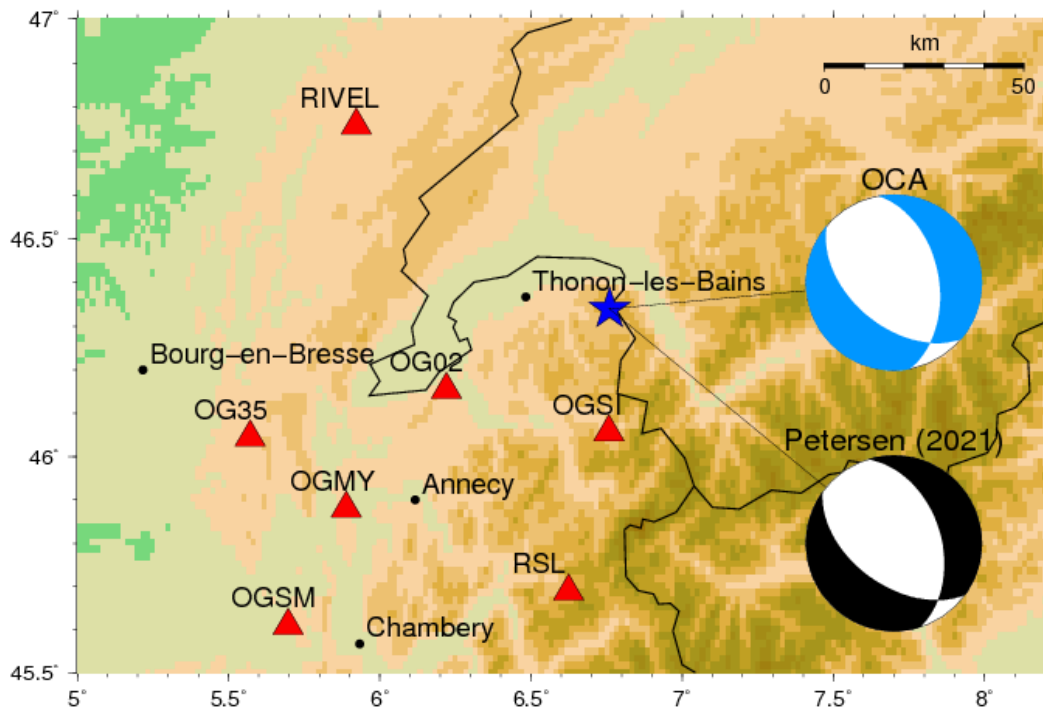 47°
km
0 50
RIVEL
OCA
46.5°
Thonon–les–Bains
Bourg–en–Bresse
OG02
OG35
OGSI
Petersen (2021)
46°
OGMY
Annecy
RSL
OGSM
Chambery
45.5°
5° 5.5° 6° 6.5° 7° 7.5° 8°